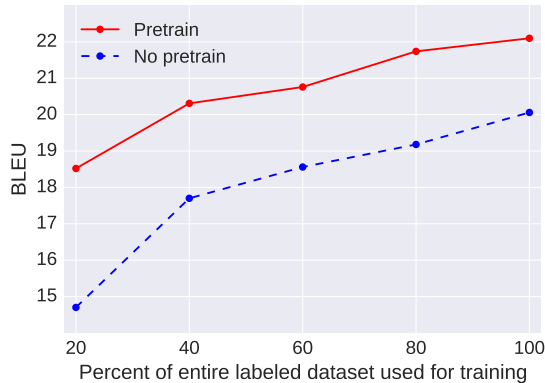 Pretrain
No pretrain
22
21
20
19
18
17
16
15
BLEU
20 40 60 80 100
Percent of entire labeled dataset used for training